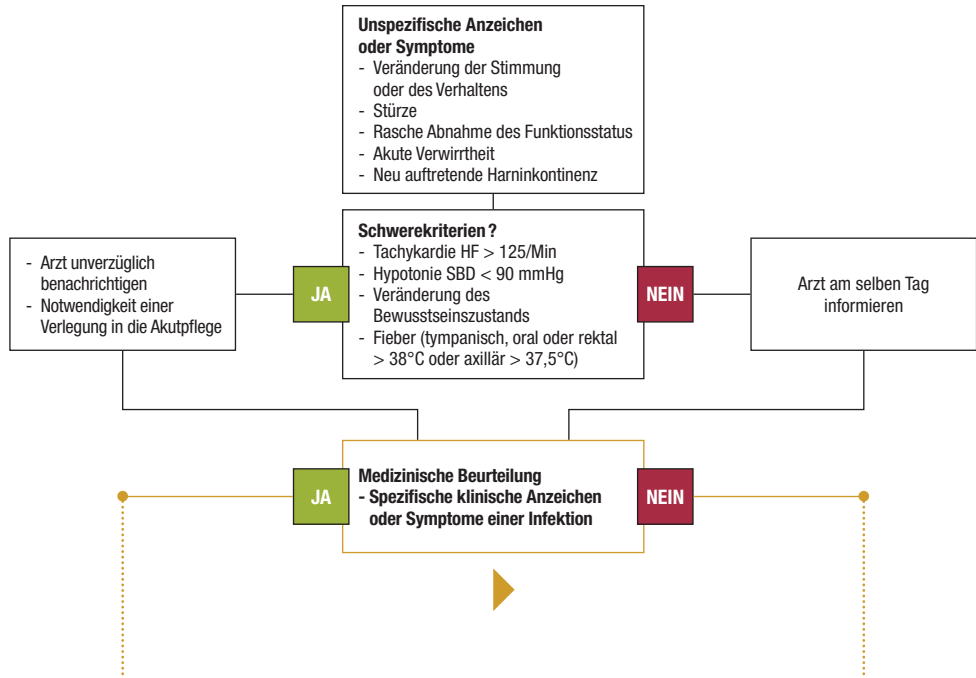 Unspezifische Anzeichen
oder Symptome
- Veränderung der Stimmung
oder des Verhaltens
- Stürze
- Rasche Abnahme des Funktionsstatus
- Akute Verwirrtheit
- Neu auftretende Harninkontinenz
- Arzt unverzüglich
benachrichtigen
- Notwendigkeit einer
Verlegung in die Akutpflege
JA
Schwerekriterien ?
- Tachykardie HF > 125/Min
- Hypotonie SBD < 90 mmHg
- Veränderung des
Bewusstseinszustands
- Fieber (tympanisch, oral oder rektal
> 38°C oder axillär > 37,5°C)
NEIN
Arzt am selben Tag
informieren
JA
Medizinische Beurteilung
- Spezifische klinische Anzeichen
oder Symptome einer Infektion
NEIN